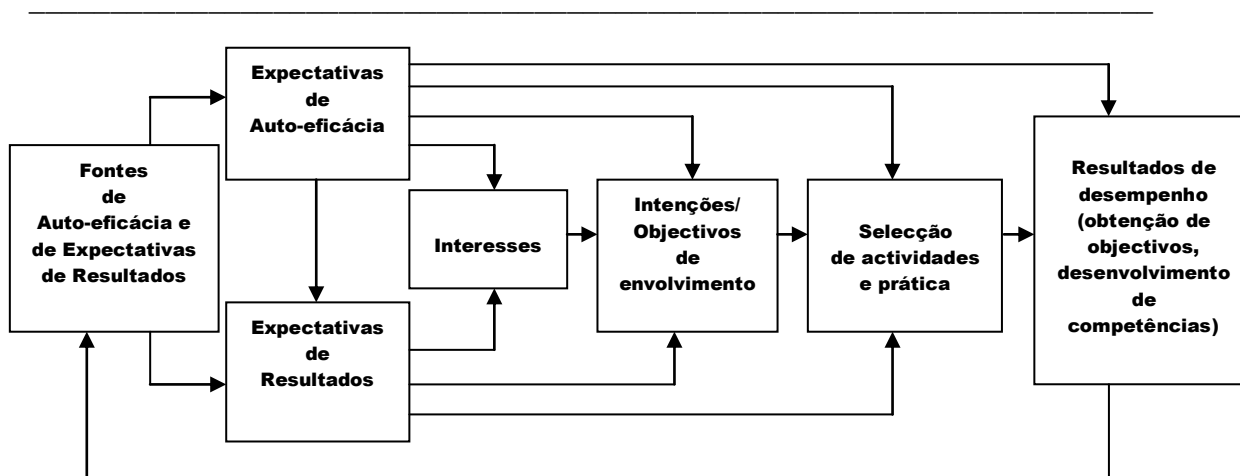 Expectativas
de
Auto-eficácia
Fontes
de
Auto-eficácia e
de Expectativas
de Resultados
Interesses
Expectativas
de
Resultados
Intenções/
Objectivos
de
envolvimento
Selecção
de actividades
e prática
Resultados de
desempenho
(obtenção de
objectivos,
desenvolvimento
de
competências)